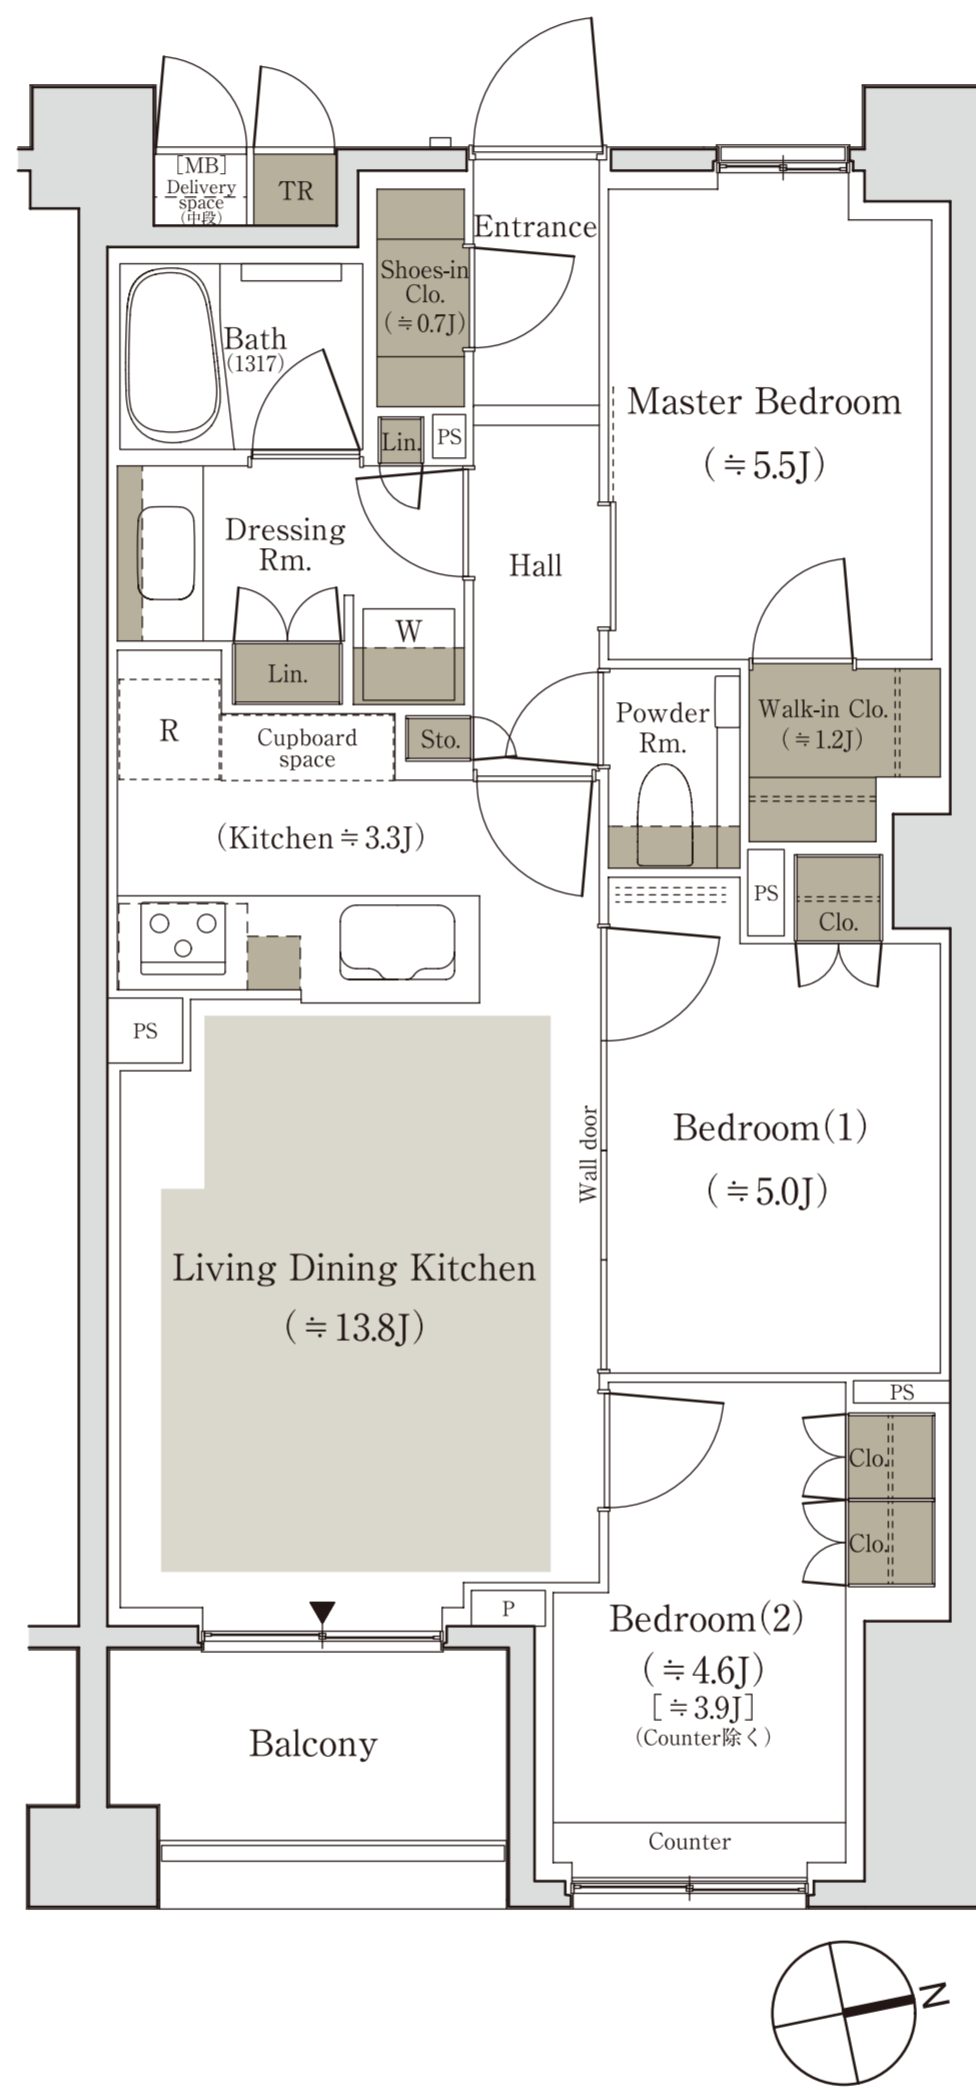 [MB]
Delivery
space
(中段)
TR
Entrance
Shoes-in
Clo.
(≒0.7J)
Bath
(1317)
Master Bedroom
(≒5.5J)
Lin.
PS
Dressing
Rm.
Hall
W
Lin.
R
Cupboard
space
Sto.
Powder
Rm.
Walk-in Clo.
(≒1.2J)
(Kitchen≒3.3J)
PS
Clo.
PS
Wall door
Bedroom(1)
(≒5.0J)
Living Dining Kitchen
(≒13.8J)
PS
Clo.
Clo.
P
Bedroom(2)
(≒4.6J)
[≒3.9J]
(Counter除く)
Balcony
Counter
N